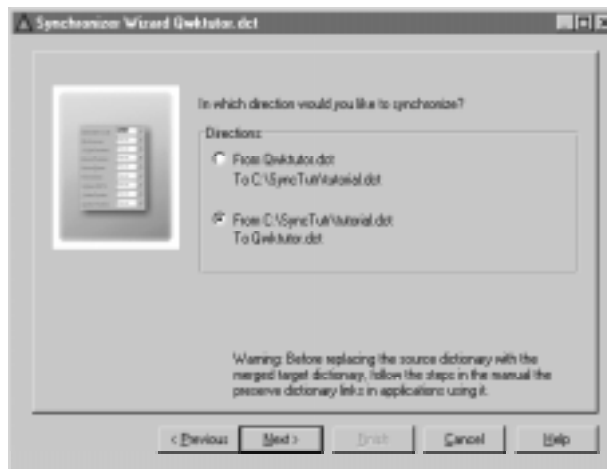 Synchronizer Wizard Qwktutor.dct
In which direction would you like to synchronize?
Directions
From Qwktutor.dct
To C:\SyncTutr\tutorial.dct
From C:\SyncTutr\tutorial.dct
To Qwktutor.dct
Warning: Before replacing the source dictionary with the
merged target dictionary, follow the steps in the manual the
preserve dictionary links in applications using it.
< Previous
Next >
Finish
Cancel
Help